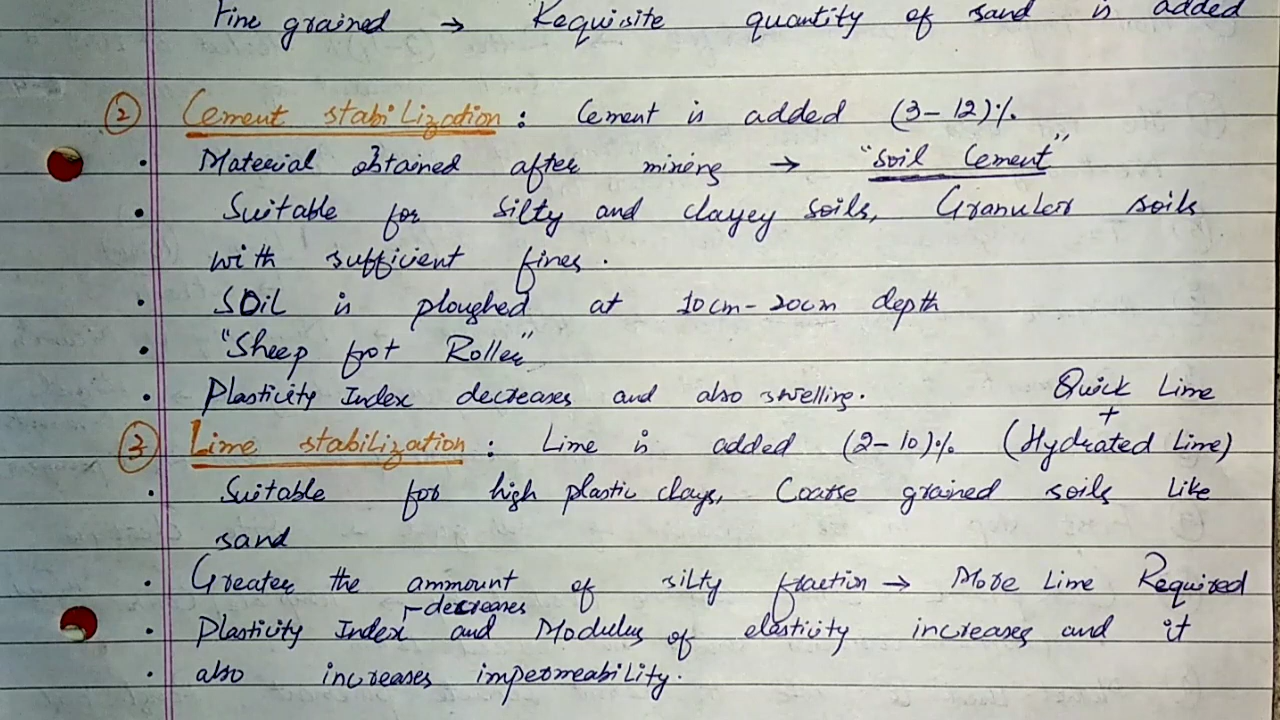 Fine grained → Requisite quantity of sand is added
② Cement stabilization : Cement is added (3-12)%
• Material obtained after mixing → "Soil Cement"
• Suitable for silty and clayey soils, Granular soils
with sufficient fines.
• SOil is ploughed at 10cm-20cm depth
• "Sheep fot Roller"
• Plasticity Index decreases and also swelling.
Quick Lime
+
③ Lime stabilization : Lime is added (2-10)% (Hydrated Lime)
• Suitable for high plastic clays, Coarse grained soils like
sand
• Greater the ammount of silty fraction → More Lime Required
decreases
• Plasticity Index and Modulus of elasticity increases and it
• also increases impermeability.